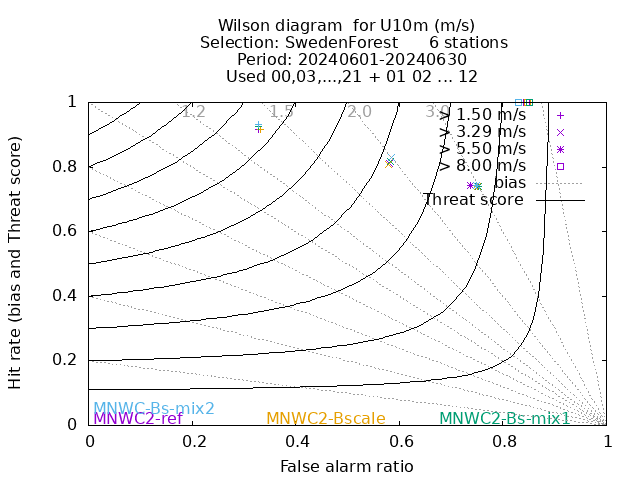 Wilson diagram  for U10m (m/s)
Selection: SwedenForest      6 stations
Period: 20240601-20240630
Used 00,03,...,21 + 01 02 ... 12
Hit rate (bias and Threat score)
1
0.8
0.6
0.4
0.2
0
1.2 1.5 2.0 3.0
> 1.50 m/s
> 3.29 m/s
> 5.50 m/s
> 8.00 m/s
bias
Threat score
MNWC-Bs-mix2
MNWC2-ref MNWC2-Bscale MNWC2-Bs-mix1
0 0.2 0.4 0.6 0.8 1
False alarm ratio